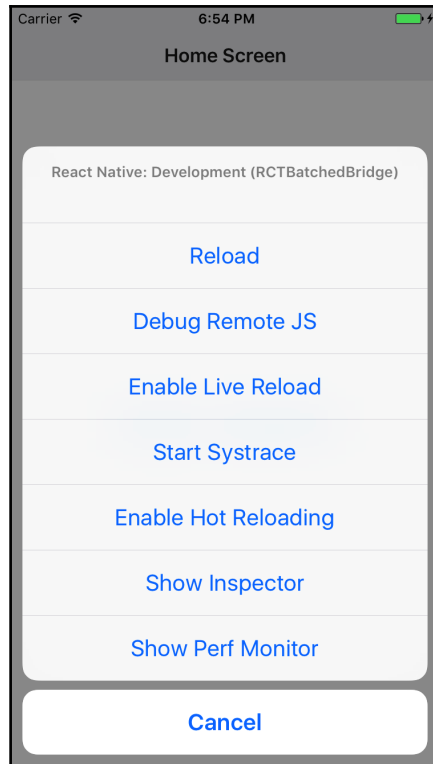 Carrier
6:54 PM
Home Screen
React Native: Development (RCTBatchedBridge)
Reload
Debug Remote JS
Enable Live Reload
Start Systrace
Enable Hot Reloading
Show Inspector
Show Perf Monitor
Cancel